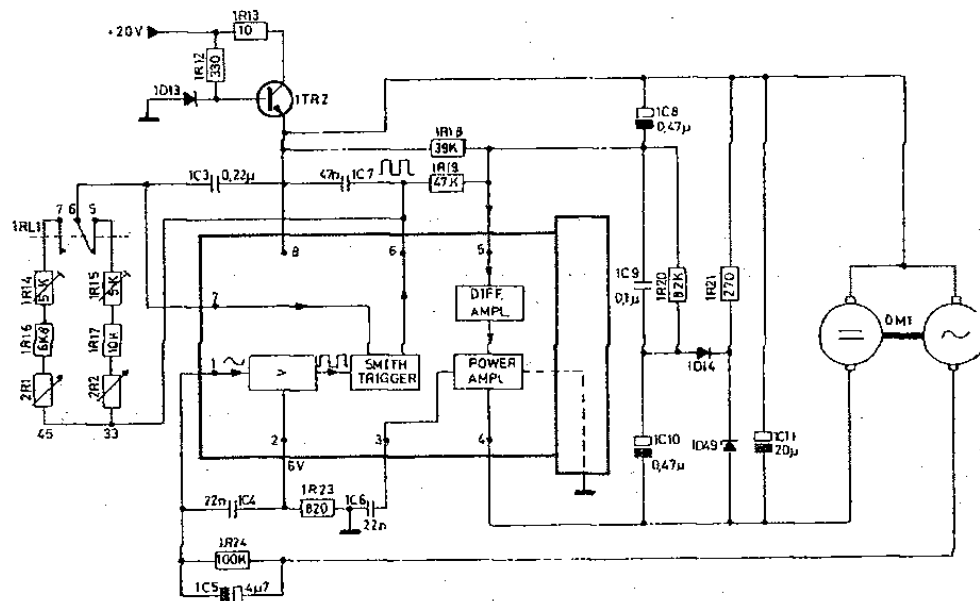 1R13
10
+20V
1R12
330
1D13
1TR2
1C8
0,47µ
1R18
39K
1R19
47K
1C3
0,22µ
47n
1C7
7 6 5
1RL1
8
6
5
1R14
1R15
DIFF.
AMPL.
1C9
0,1µ
1R20
8.2K
1R21
270
7
1R16
6K8
1R17
10K
2R1
2R2
1
>
SMITH
TRIGGER
POWER
AMPL
1D14
DMT
45
33
2
6V
3
4
1C10
0,47µ
1D49
1C11
20µ
22n
1C4
1R23
820
1C6
22n
1R24
100K
1C5
4µ7